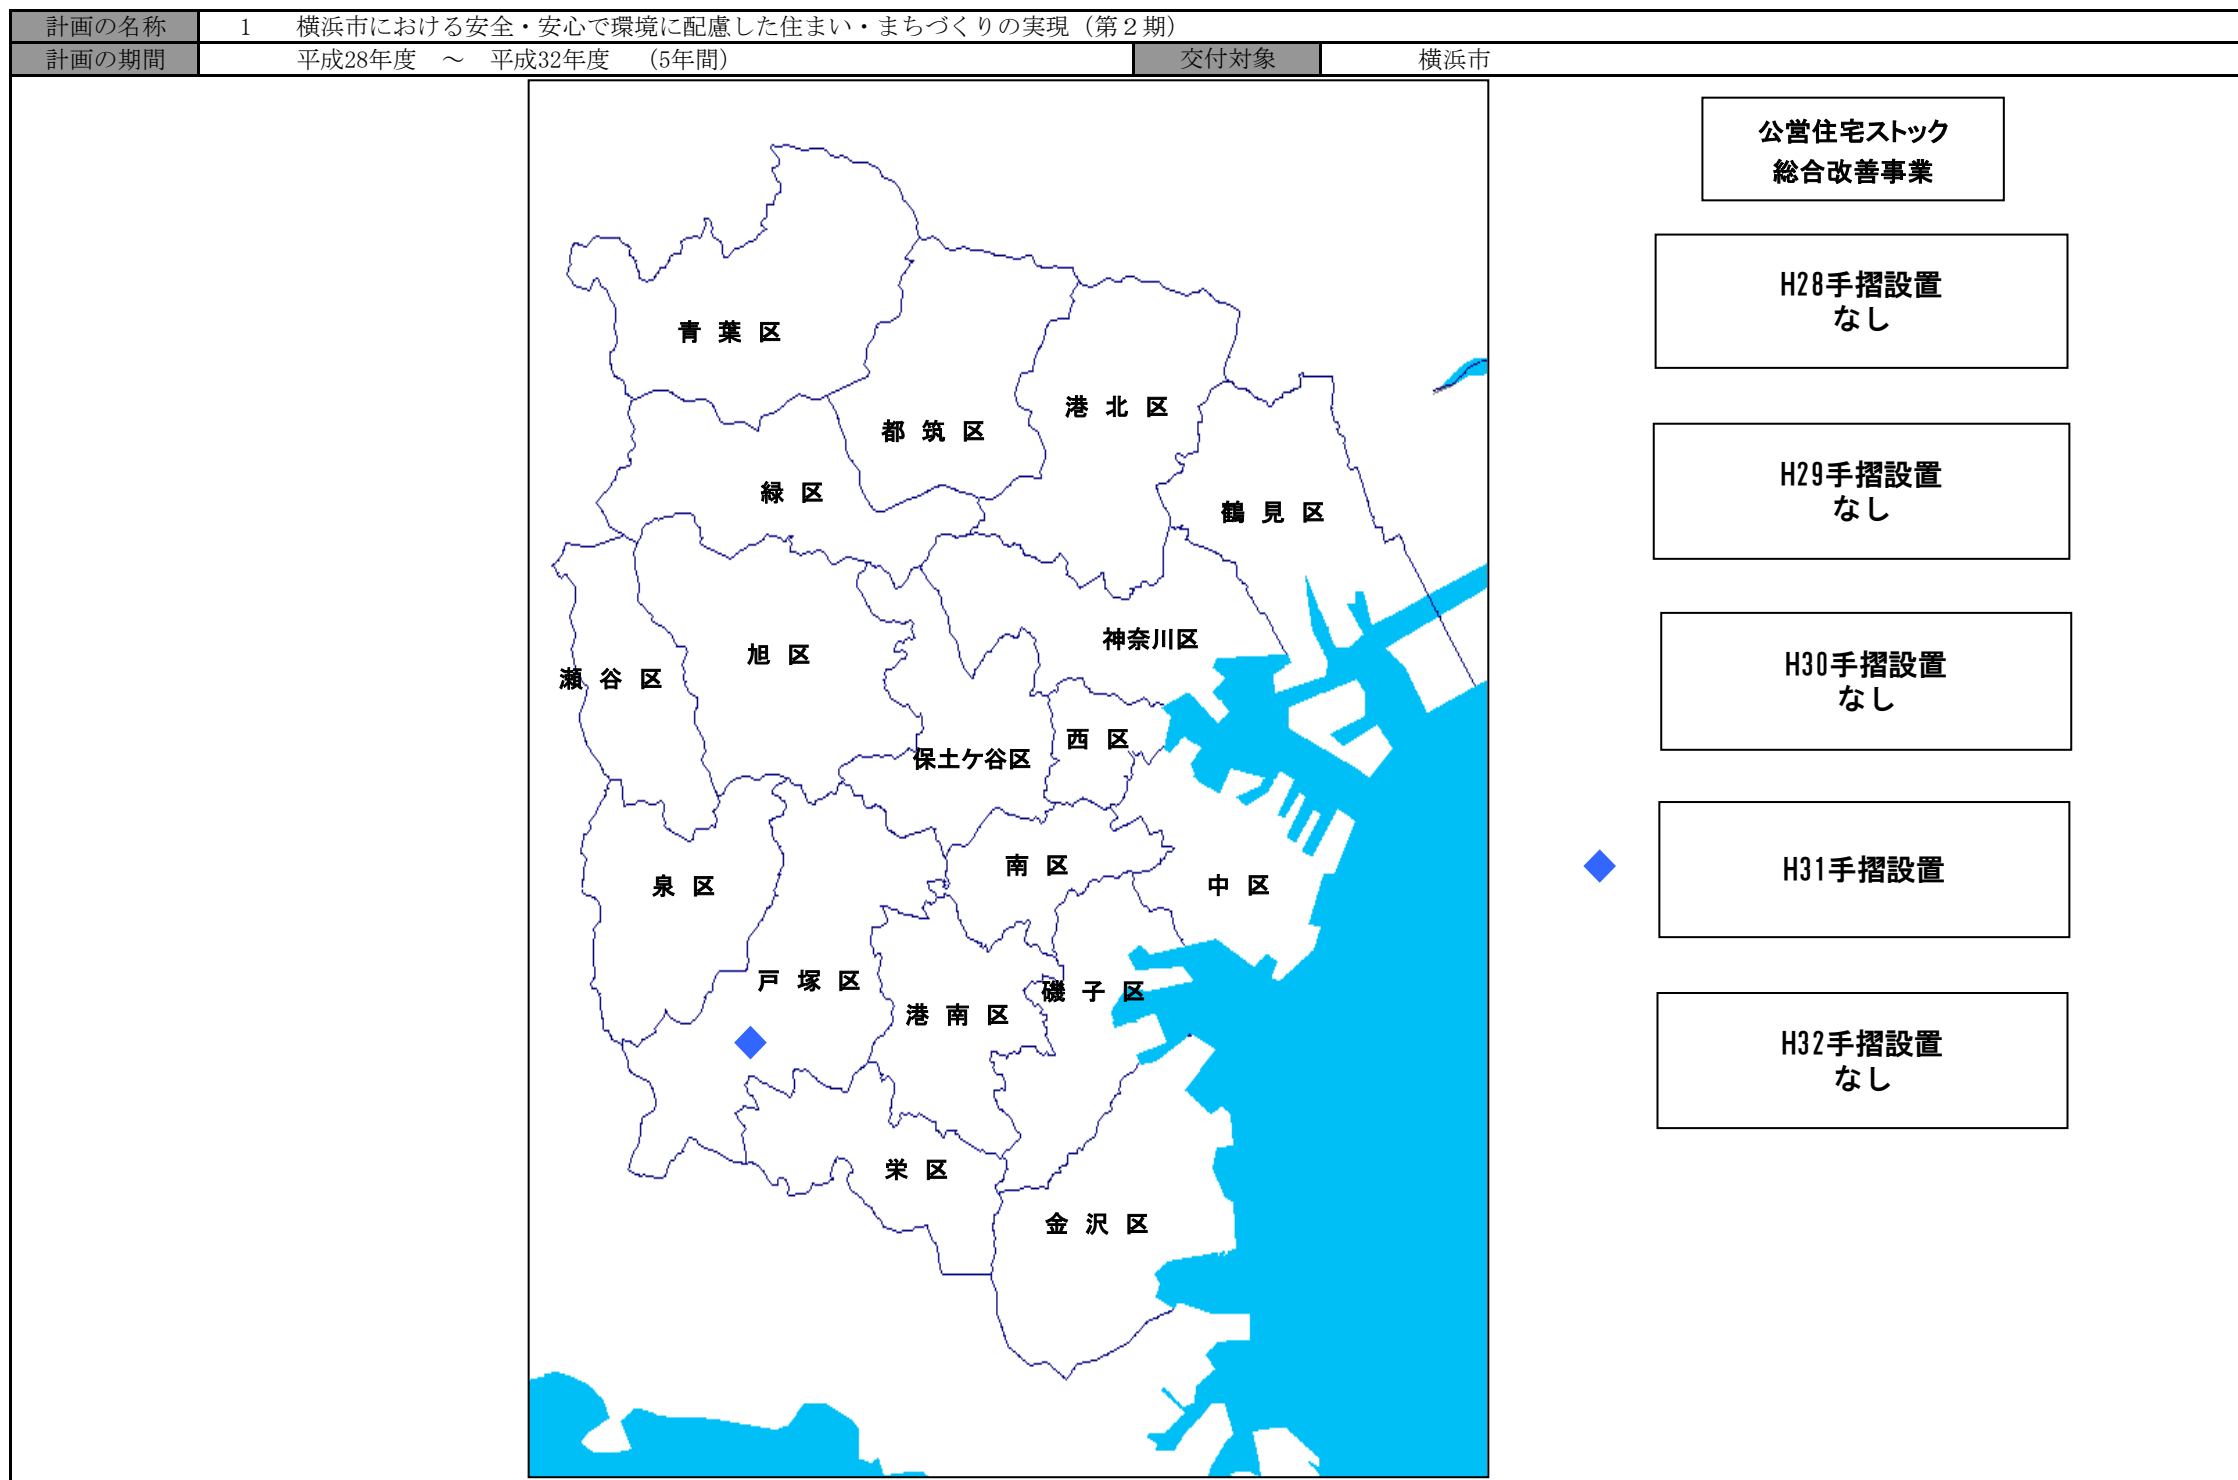 計画の名称 1 横浜市における安全・安心で環境に配慮した住まい・まちづくりの実現（第２期）
計画の期間 平成28年度 ～ 平成32年度 （5年間） 交付対象 横浜市
公営住宅ストック
総合改善事業
H28手摺設置
なし
H29手摺設置
なし
H30手摺設置
なし
H31手摺設置
H32手摺設置
なし
青 葉 区
港 北 区
都 筑 区
緑 区
鶴 見 区
神奈川区
旭 区
瀬 谷 区
西 区
保土ケ谷区
南 区
泉 区
中 区
戸 塚 区
磯 子 区
港 南 区
栄 区
金 沢 区